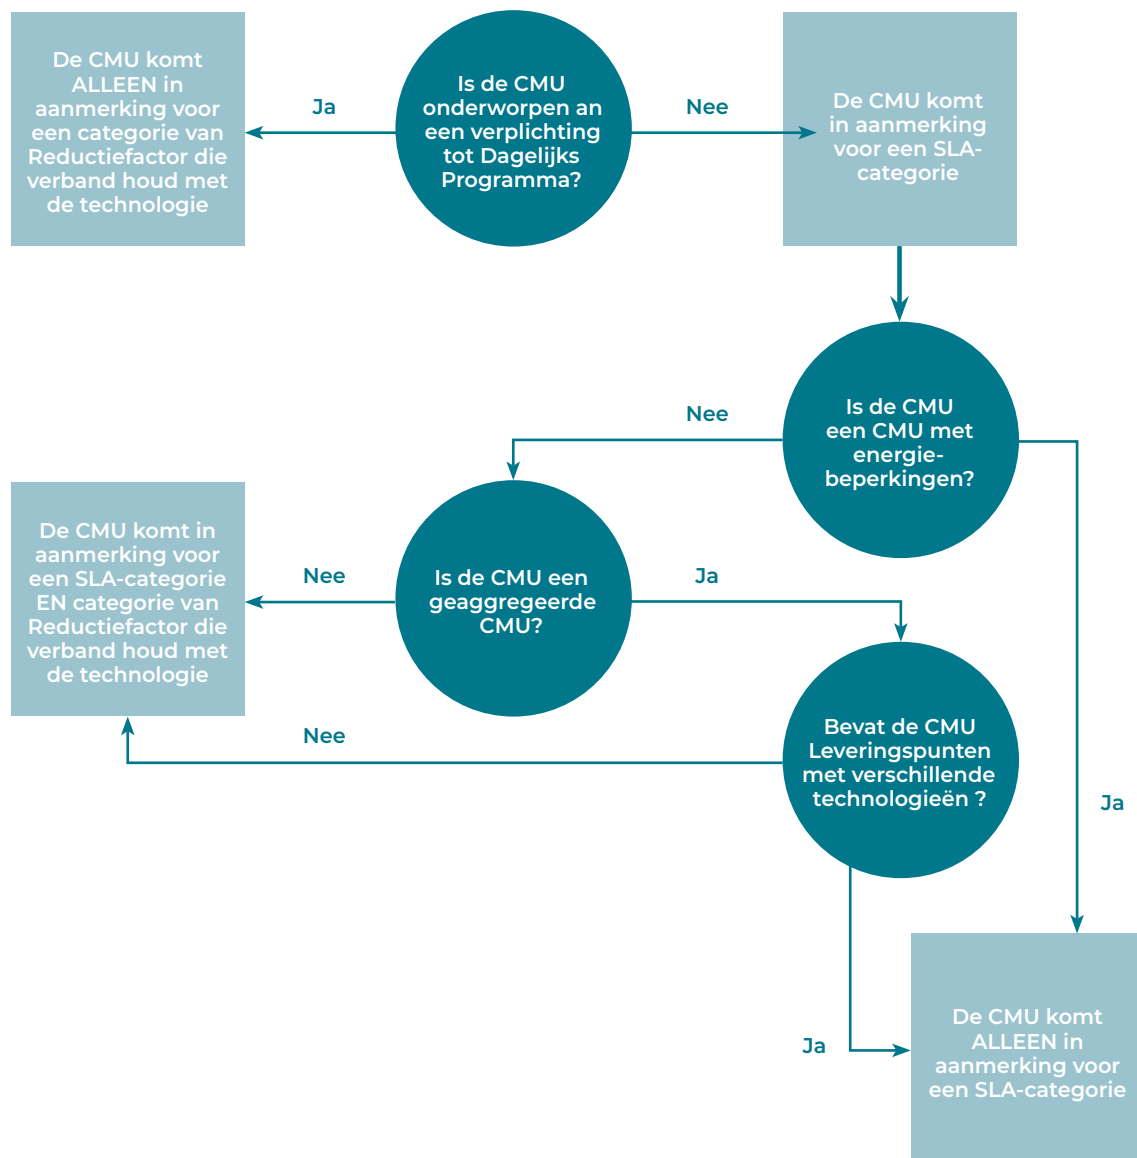 De CMU komt
ALLEEN in
aanmerking voor
een categorie van
Reductiefactor die
verband houd met
de technologie
Ja
Is de CMU
onderworpen an
een verplichting
tot Dagelijks
Programma?
Nee
De CMU komt
in aanmerking
voor een SLA-
categorie
Is de CMU
een CMU met
energie-
beperkingen?
Nee
De CMU komt in
aanmerking voor
een SLA-categorie
EN categorie van
Reductiefactor die
verband houd met
de technologie
Nee
Is de CMU een
geaggregeerde
CMU?
Ja
Nee
Bevat de CMU
Leveringspunten
met verschillende
technologieën ?
Ja
Ja
De CMU komt
ALLEEN in
aanmerking voor
een SLA-categorie